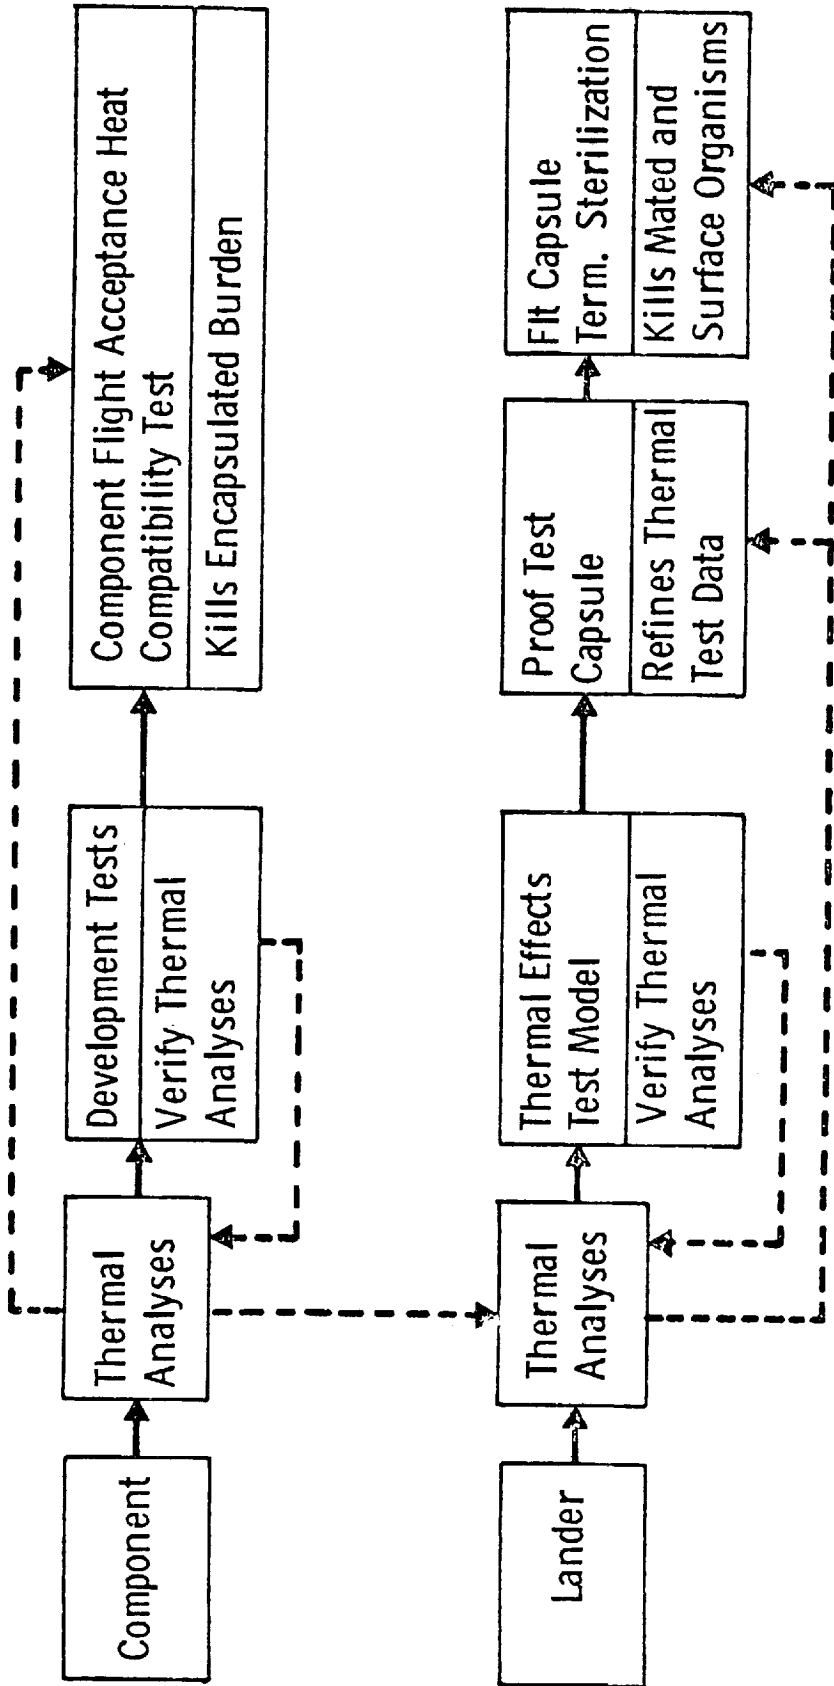 Component
Thermal
Analyses
Development Tests
Verify Thermal
Analyses
Component Flight Acceptance Heat
Compatibility Test
Kills Encapsulated Burden
Lander
Thermal
Analyses
Thermal Effects
Test Model
Verify Thermal
Analyses
Proof Test
Capsule
Refines Thermal
Test Data
Flt Capsule
Term. Sterilization
Kills Mated and
Surface Organisms